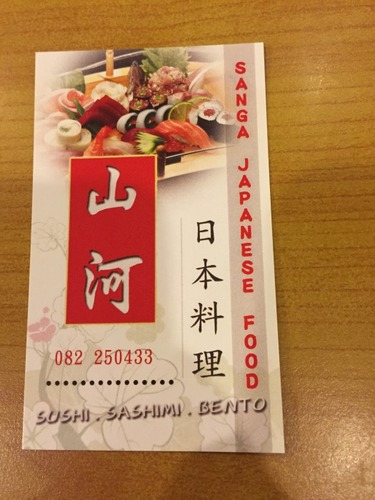 SANGA JAPANESE FOOD
山河
日本料理
082 250433
SUSHI . SASHIMI . BENTO